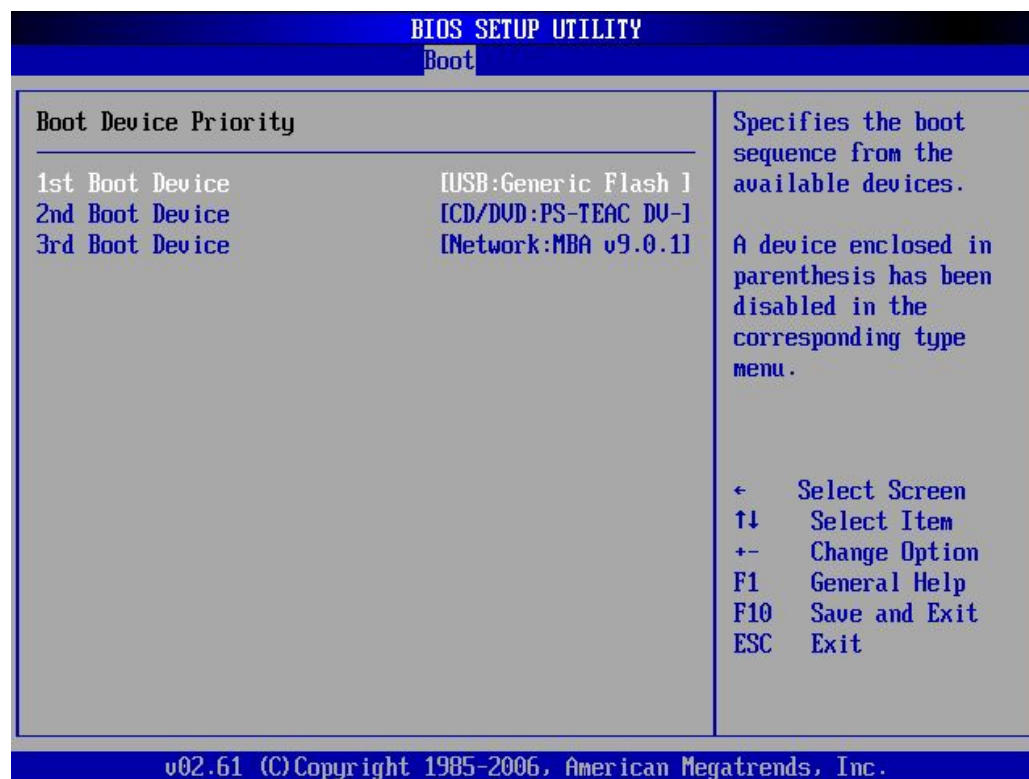 BIOS SETUP UTILITY
Boot
Boot Device Priority
1st Boot Device [USB:Generic Flash ]
2nd Boot Device [CD/DVD:PS-TEAC DV-]
3rd Boot Device [Network:MBA v9.0.1]
Specifies the boot
sequence from the
available devices.
A device enclosed in
parenthesis has been
disabled in the
corresponding type
menu.
← Select Screen
↑↓ Select Item
+- Change Option
F1 General Help
F10 Save and Exit
ESC Exit
v02.61 (C)Copyright 1985-2006, American Megatrends, Inc.